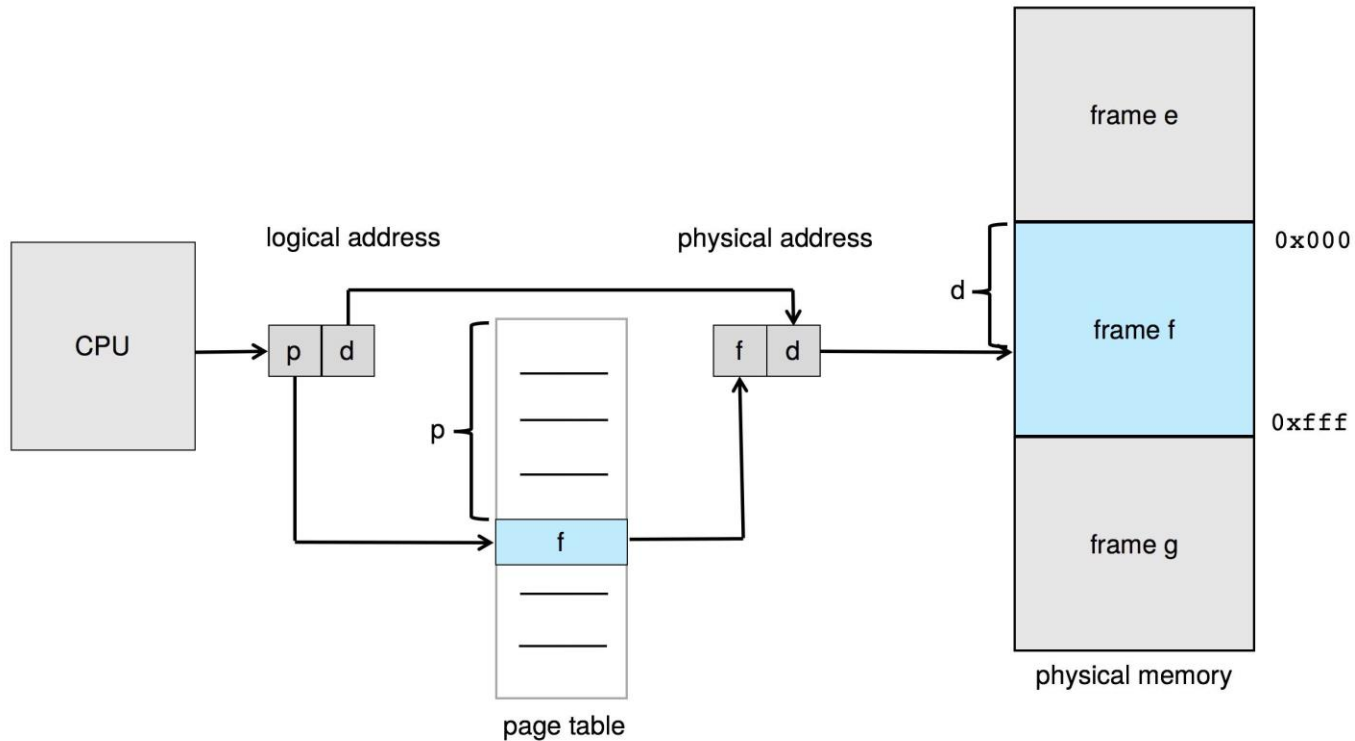 frame e
logical address
physical address
0x000
d
CPU
p d
f d
frame f
p
0xfff
f
frame g
physical memory
page table